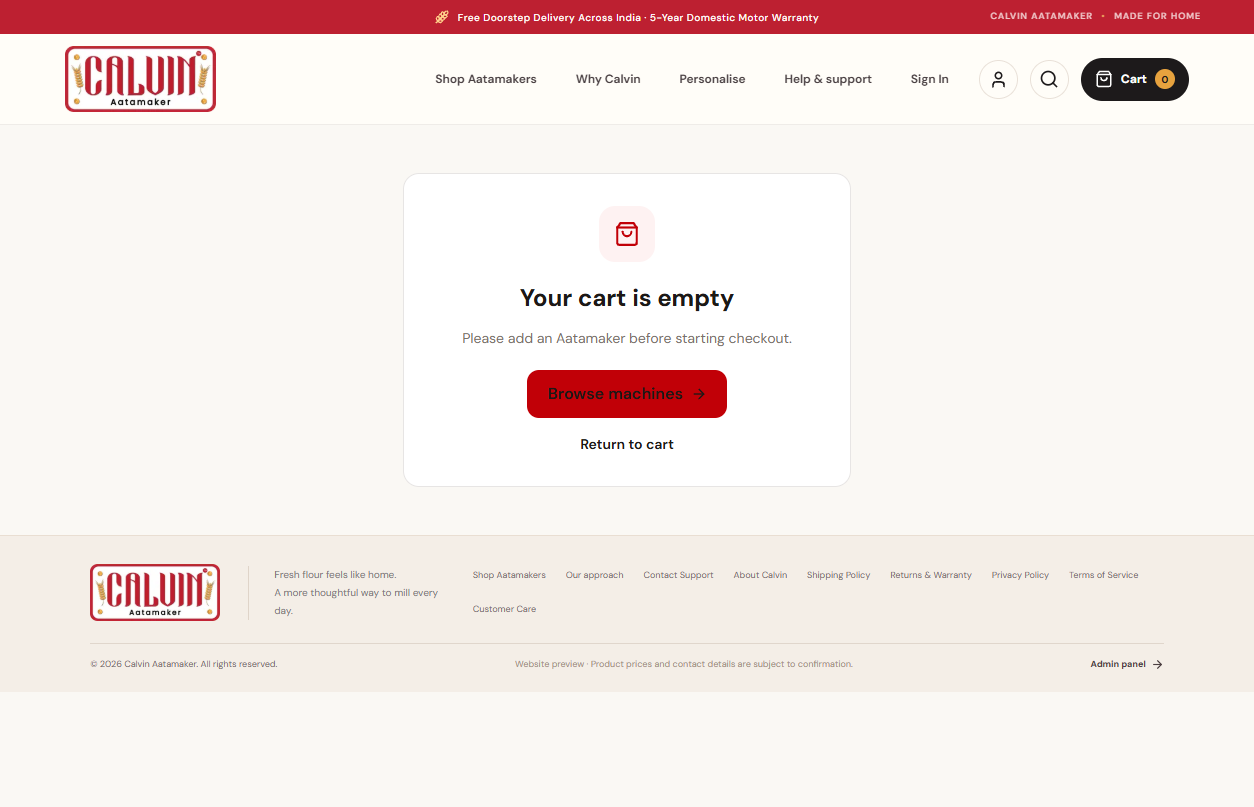 Free Doorstep Delivery Across India · 5-Year Domestic Motor Warranty
CALVIN AATAMAKER • MADE FOR HOME
CALVIN
Aatamaker
Shop Aatamakers
Why Calvin
Personalise
Help & support
Sign In
Cart 0
Your cart is empty
Please add an Aatamaker before starting checkout.
Browse machines →
Return to cart
CALVIN
Aatamaker
Fresh flour feels like home.
A more thoughtful way to mill every
day.
Shop Aatamakers
Our approach
Contact Support
About Calvin
Shipping Policy
Returns & Warranty
Privacy Policy
Terms of Service
Customer Care
© 2026 Calvin Aatamaker. All rights reserved.
Website preview · Product prices and contact details are subject to confirmation.
Admin panel →